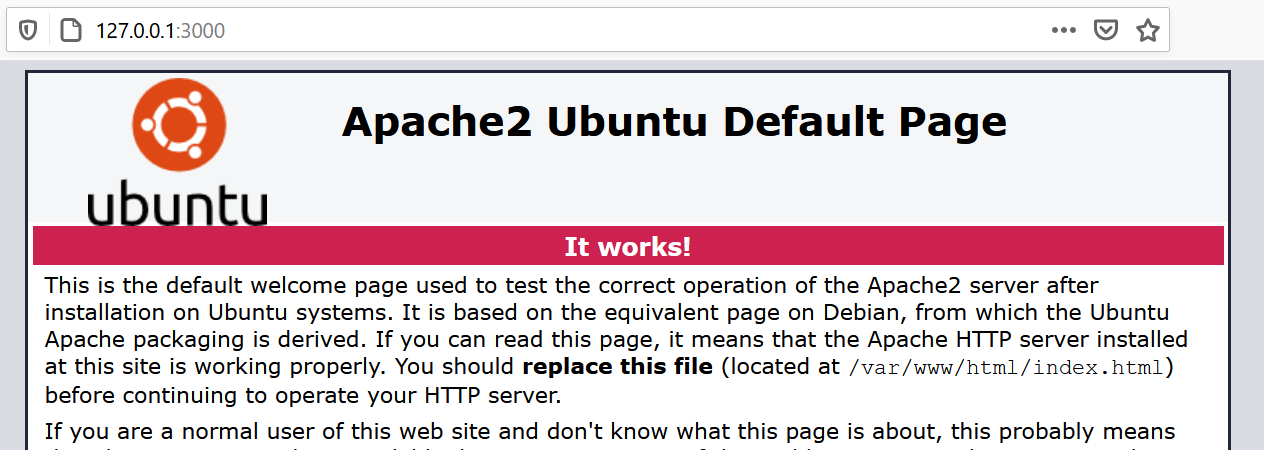 127.0.0.1:3000
Apache2 Ubuntu Default Page
ubuntu
It works!
This is the default welcome page used to test the correct operation of the Apache2 server after
installation on Ubuntu systems. It is based on the equivalent page on Debian, from which the Ubuntu
Apache packaging is derived. If you can read this page, it means that the Apache HTTP server installed
at this site is working properly. You should replace this file (located at /var/www/html/index.html)
before continuing to operate your HTTP server.
If you are a normal user of this web site and don't know what this page is about, this probably means